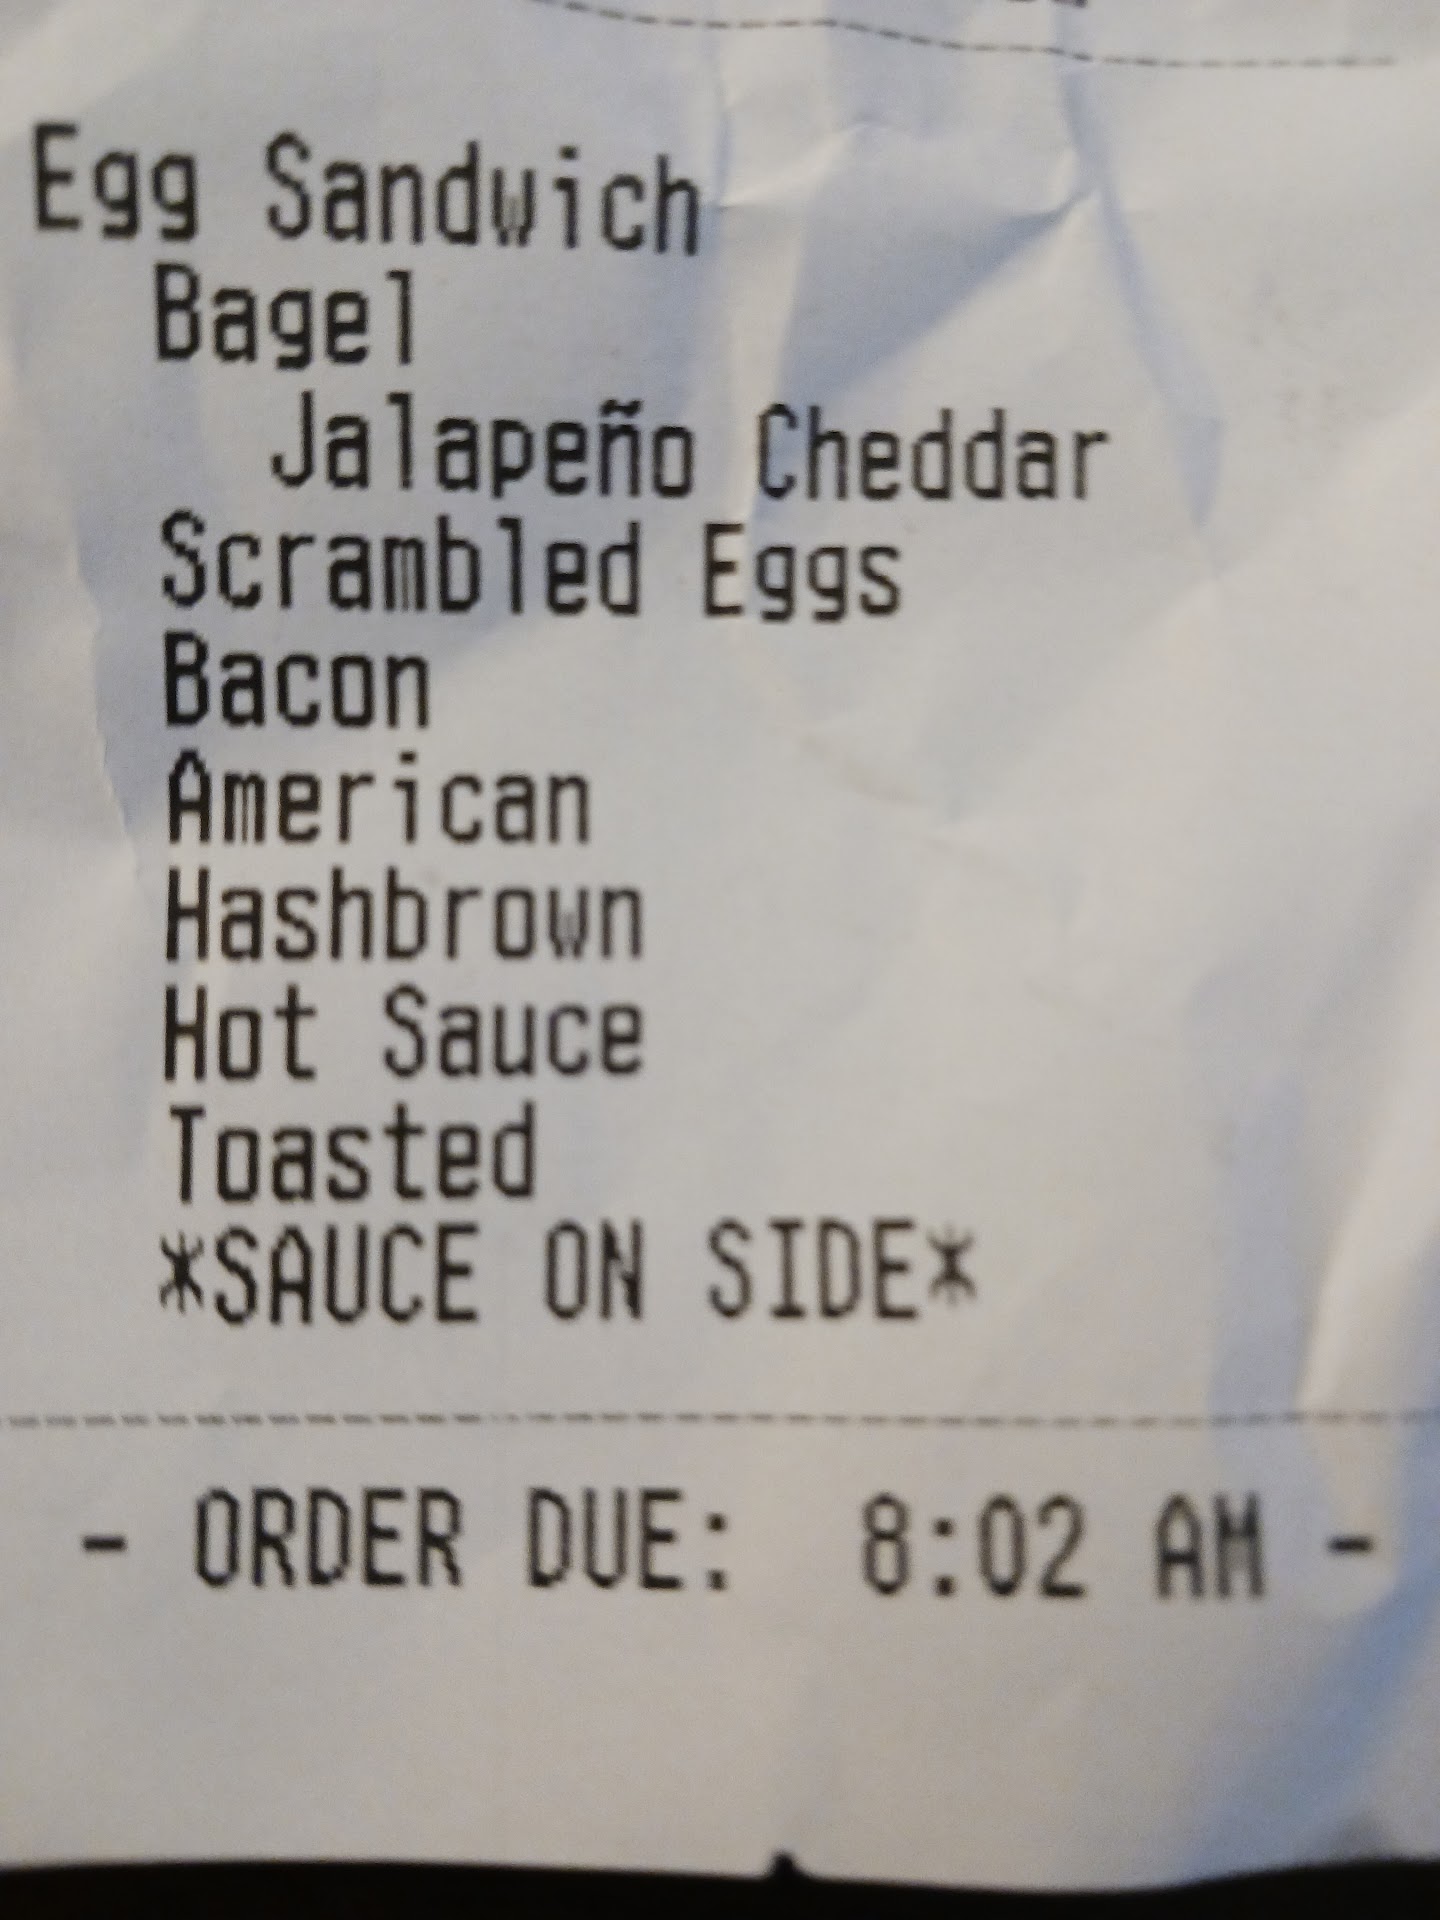 Egg Sandwich
Bagel
Jalapeño Cheddar
Scrambled Eggs
Bacon
American
Hashbrown
Hot Sauce
Toasted
*SAUCE ON SIDE*
- ORDER DUE:  8:02 AM -